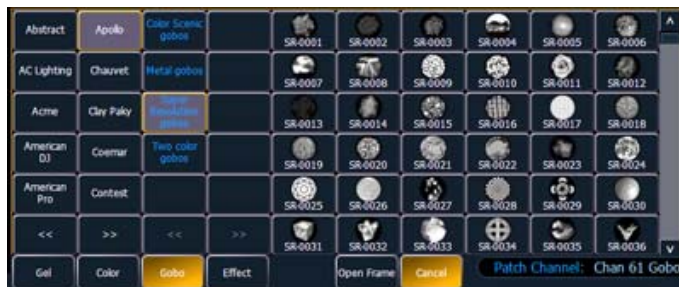 Abstract
Apollo
Color Scenic
gobos
SR-0001
SR-0002
SR-0003
SR-0004
SR-0005
SR-0006
AC Lighting
Chauvet
Metal gobos
SR-0007
SR-0008
SR-0009
SR-0010
SR-0011
SR-0012
Acme
Clay Paky
gobos
SR-0013
SR-0014
SR-0015
SR-0016
SR-0017
SR-0018
American
DJ
Coemar
Two color
gobos
SR-0019
SR-0020
SR-0021
SR-0022
SR-0023
SR-0024
American
Pro
Contest
SR-0025
SR-0026
SR-0027
SR-0028
SR-0029
SR-0030
<<
>>
<<
>>
SR-0031
SR-0032
SR-0033
SR-0034
SR-0035
SR-0036
Gel
Color
Gobo
Effect
Open Frame
Cancel
Patch Channel: Chan 61 Gobo